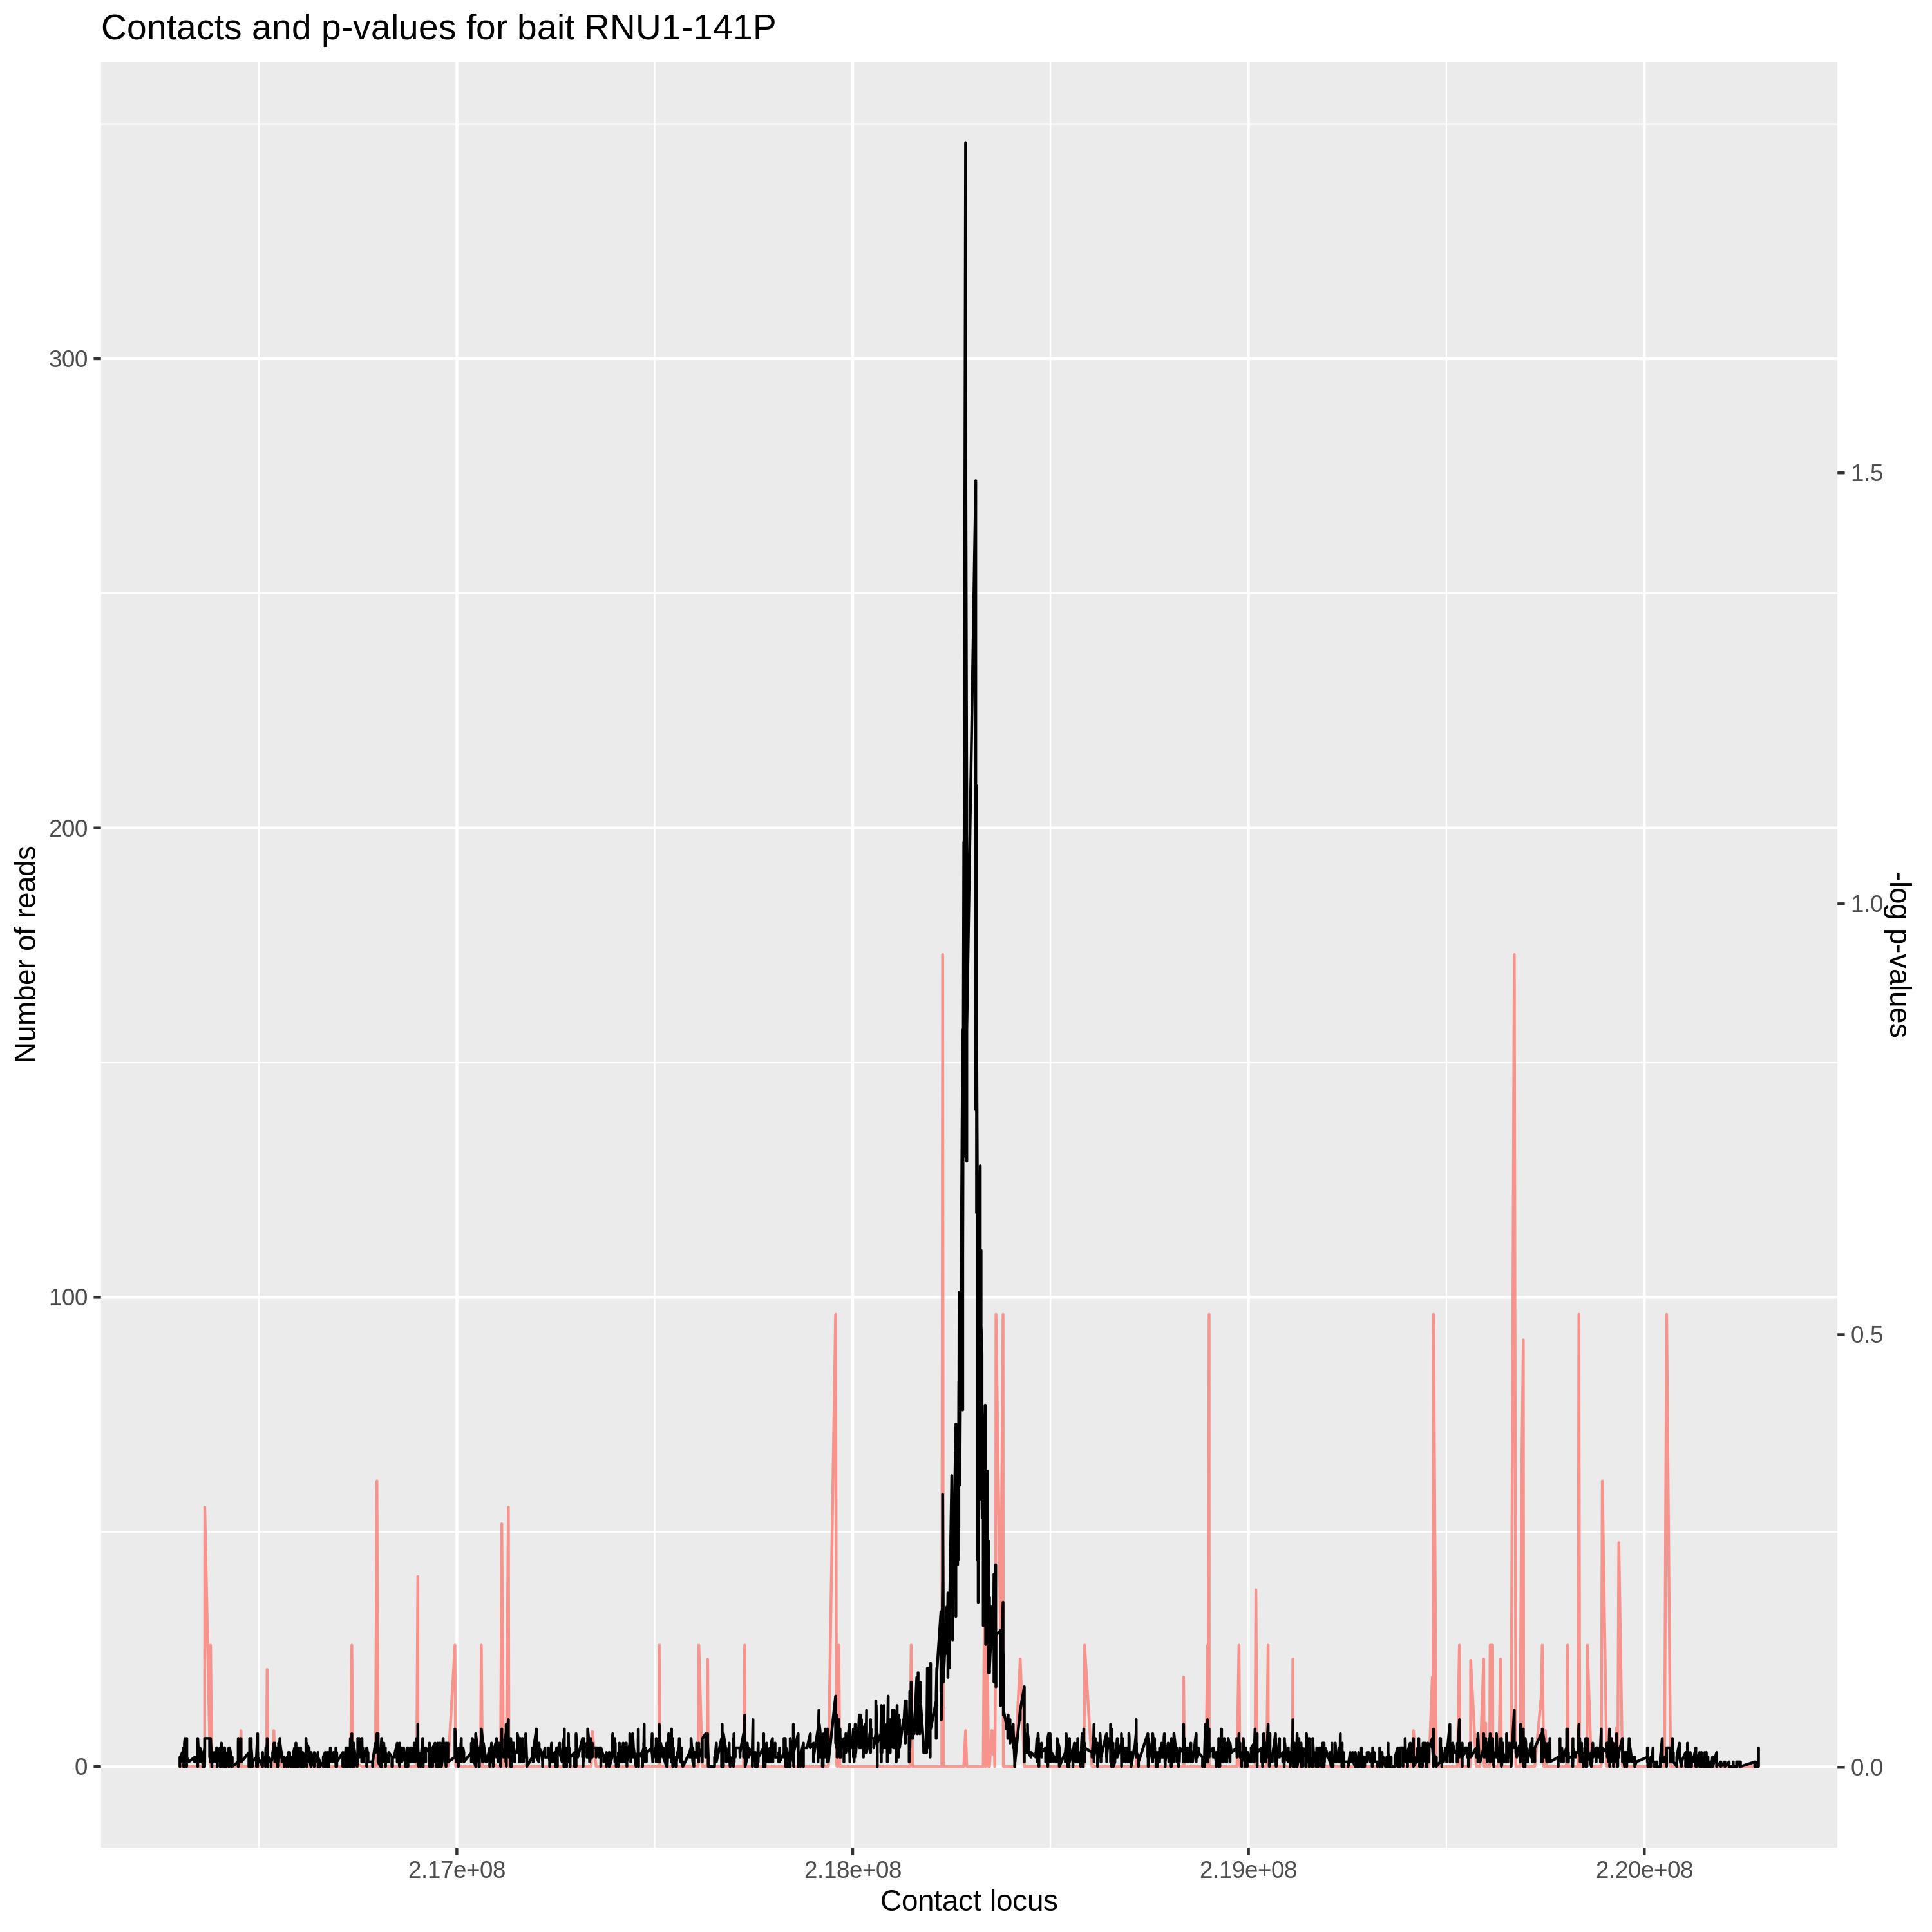 Contacts and p-values for bait RNU1-141P
300
200
100
0
Number of reads
1.5
1.0
0.5
0.0
-log p-values
2.17e+08
2.18e+08
2.19e+08
2.20e+08
Contact locus